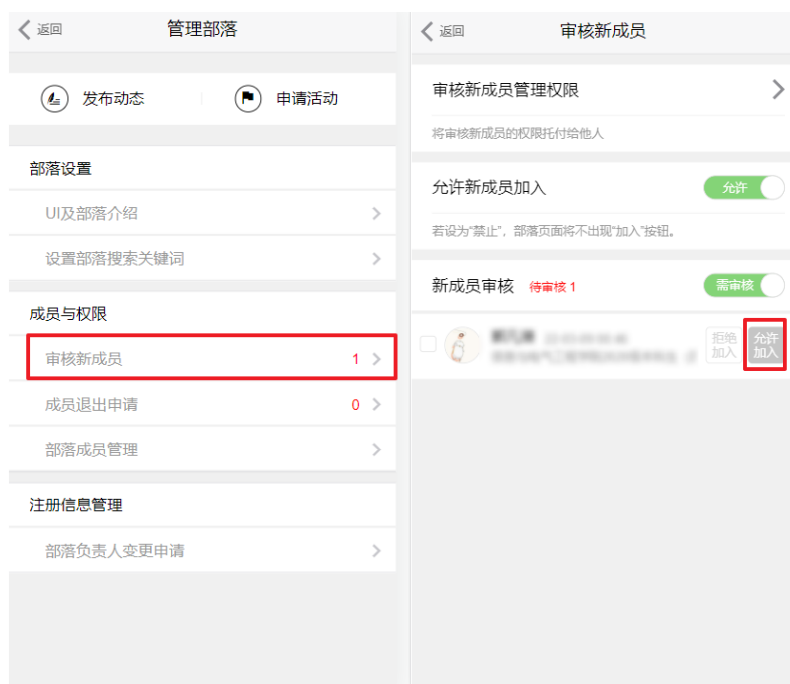 返回
管理部落
发布动态
申请活动
部落设置
UI及部落介绍
设置部落搜索关键词
成员与权限
审核新成员
1
成员退出申请
0
部落成员管理
注册信息管理
部落负责人变更申请
返回
审核新成员
审核新成员管理权限
将审核新成员的权限托付给他人
允许新成员加入
允许
若设为“禁止”，部落页面将不出现“加入”按钮。
新成员审核
待审核 1
需审核
拒绝
加入
允许
加入